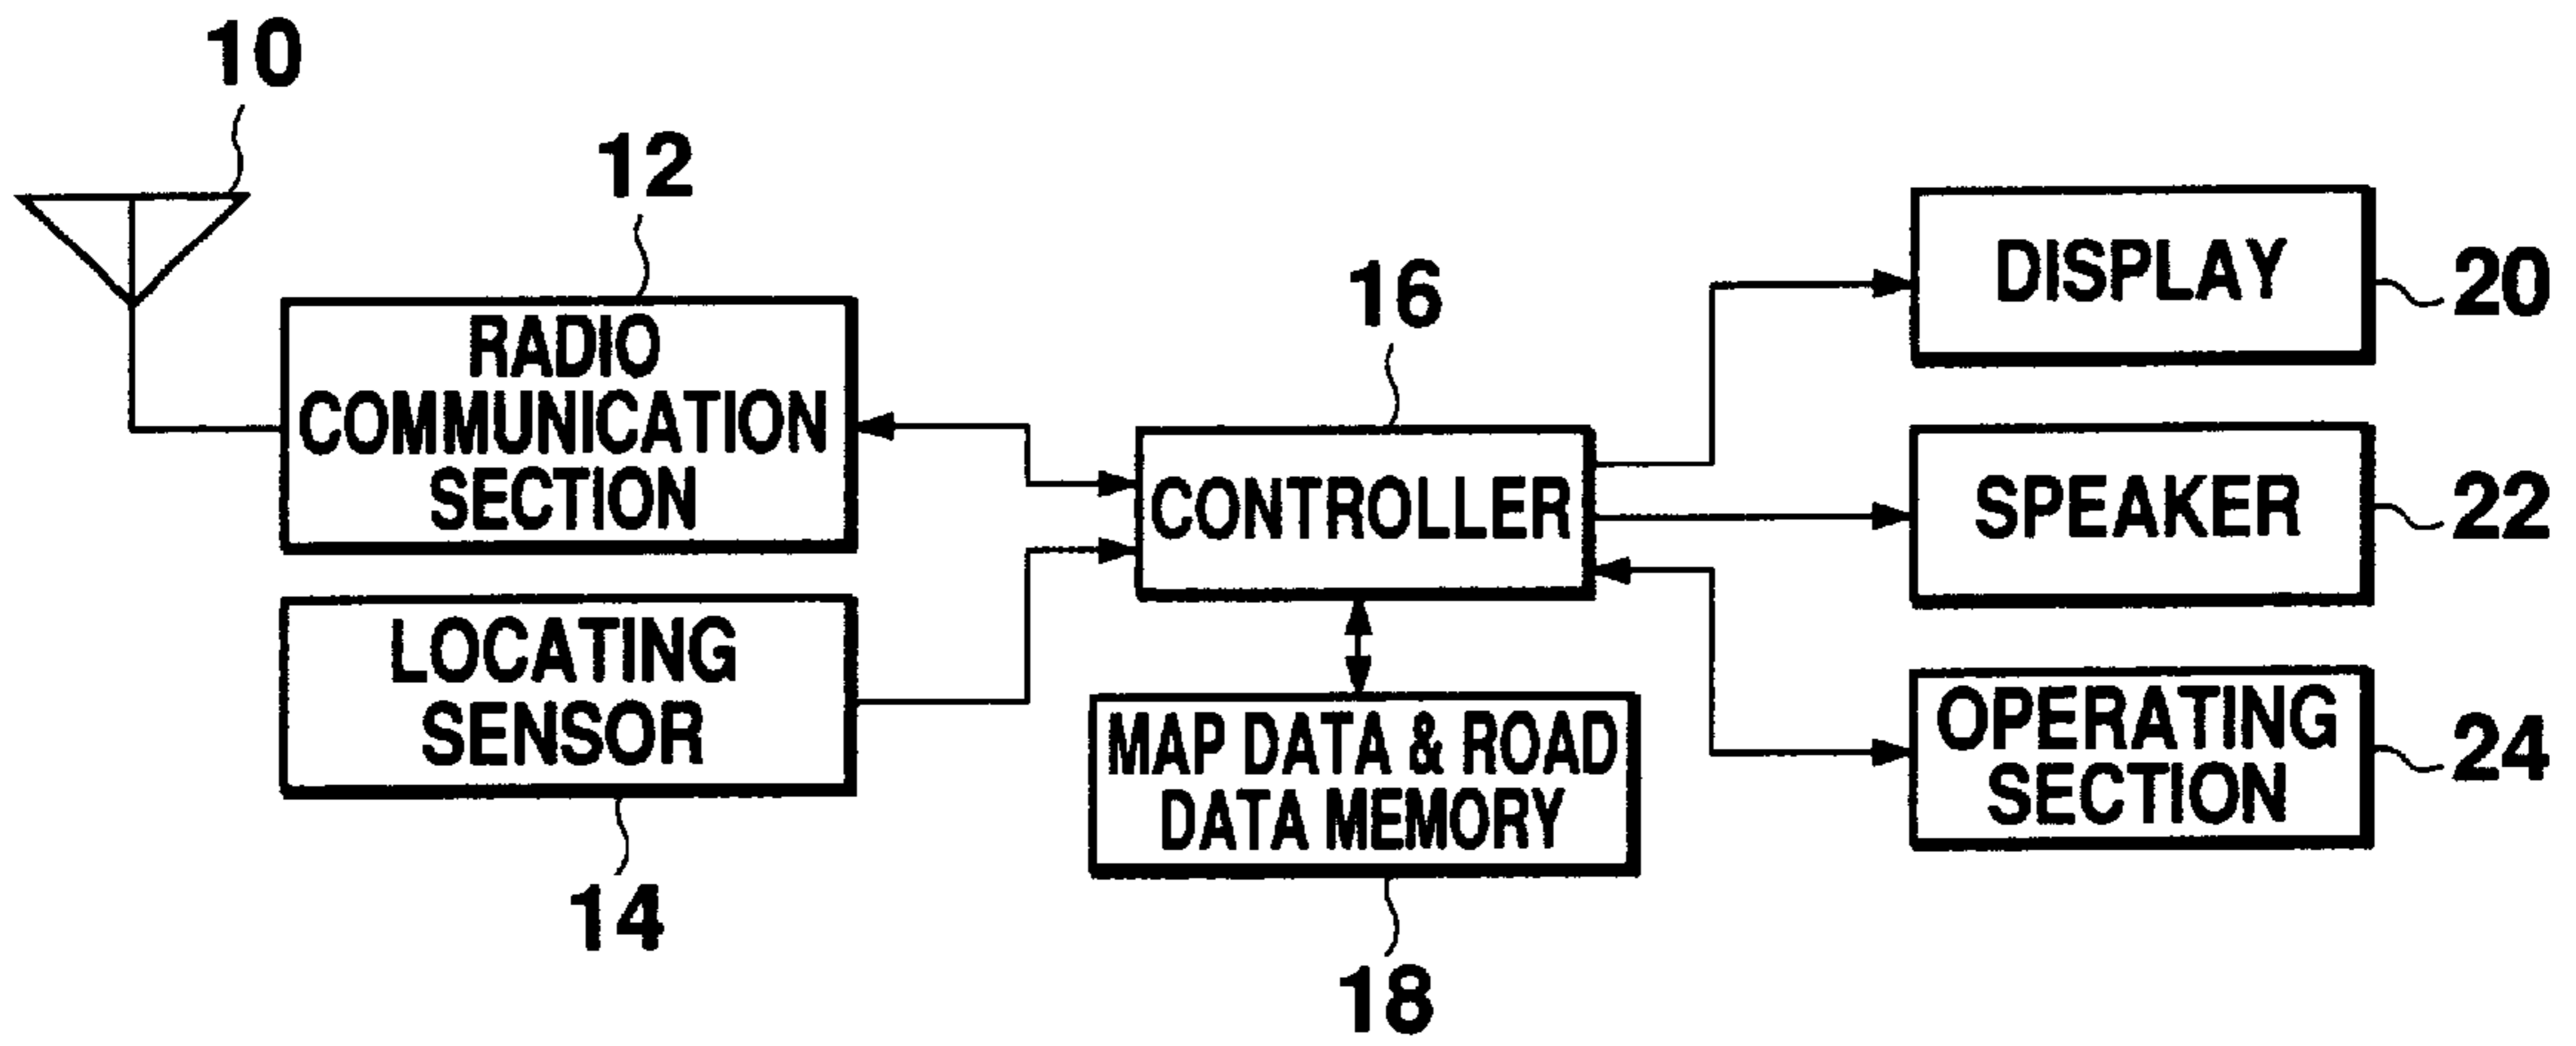 10
12
RADIO
COMMUNICATION
SECTION
LOCATING
SENSOR
14
16
CONTROLLER
MAP DATA & ROAD
DATA MEMORY
18
DISPLAY
20
SPEAKER
22
OPERATING
SECTION
24